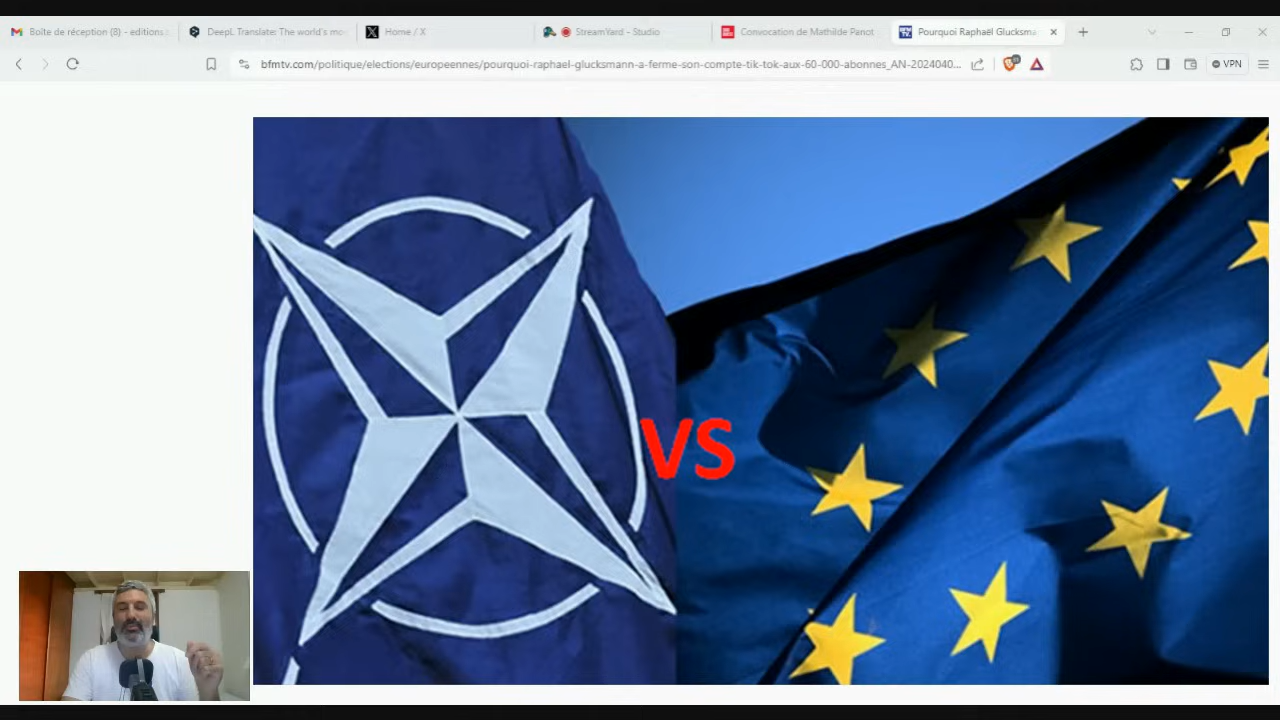 Boîte de réception (8) - editions
DeepL Translate: The world's mo
Home / X
StreamYard - Studio
Convocation de Mathilde Panot
Pourquoi Raphaël Glucksma
bfmtv.com/politique/elections/europeennes/pourquoi-raphael-glucksmann-a-ferme-son-compte-tik-tok-aux-60-000-abonnes_AN-2024040...
VPN
VS